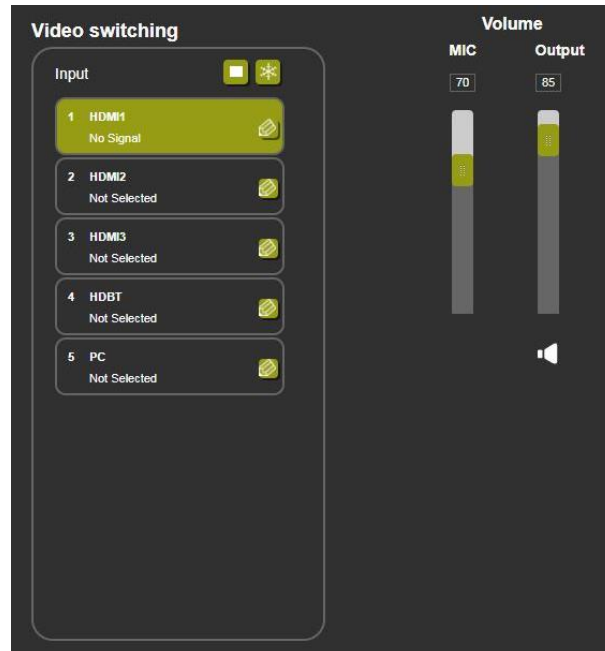 Video switching
Input
1 HDMI1
No Signal
2 HDMI2
Not Selected
3 HDMI3
Not Selected
4 HDBT
Not Selected
5 PC
Not Selected
Volume
MIC Output
70 85